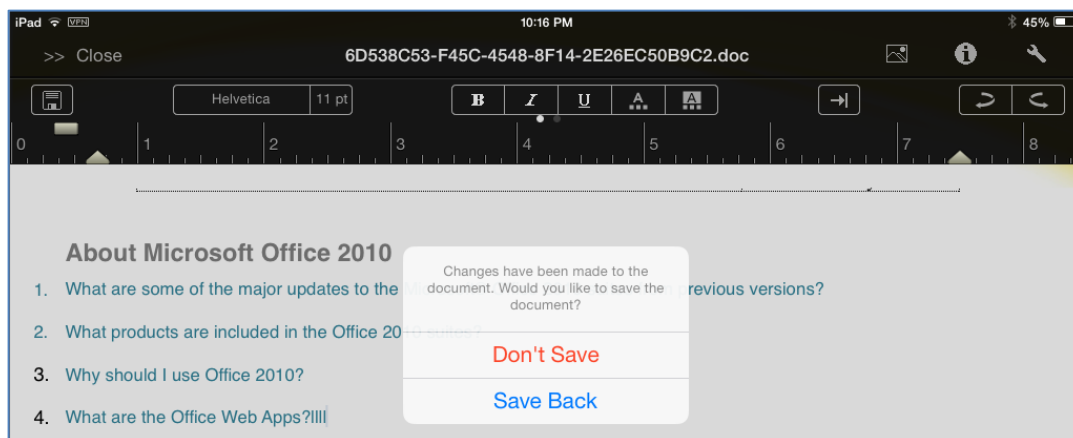 iPad VPN 10:16 PM 45%
>> Close 6D538C53-F45C-4548-8F14-2E26EC50B9C2.doc i
Helvetica 11 pt B I U A A
0 1 2 3 4 5 6 7 8
About Microsoft Office 2010
Changes have been made to the
document. Would you like to save the
document?
1. What are some of the major updates to the previous versions?
2. What products are included in the Office 2010 suites?
Don't Save
3. Why should I use Office 2010?
Save Back
4. What are the Office Web Apps?llll